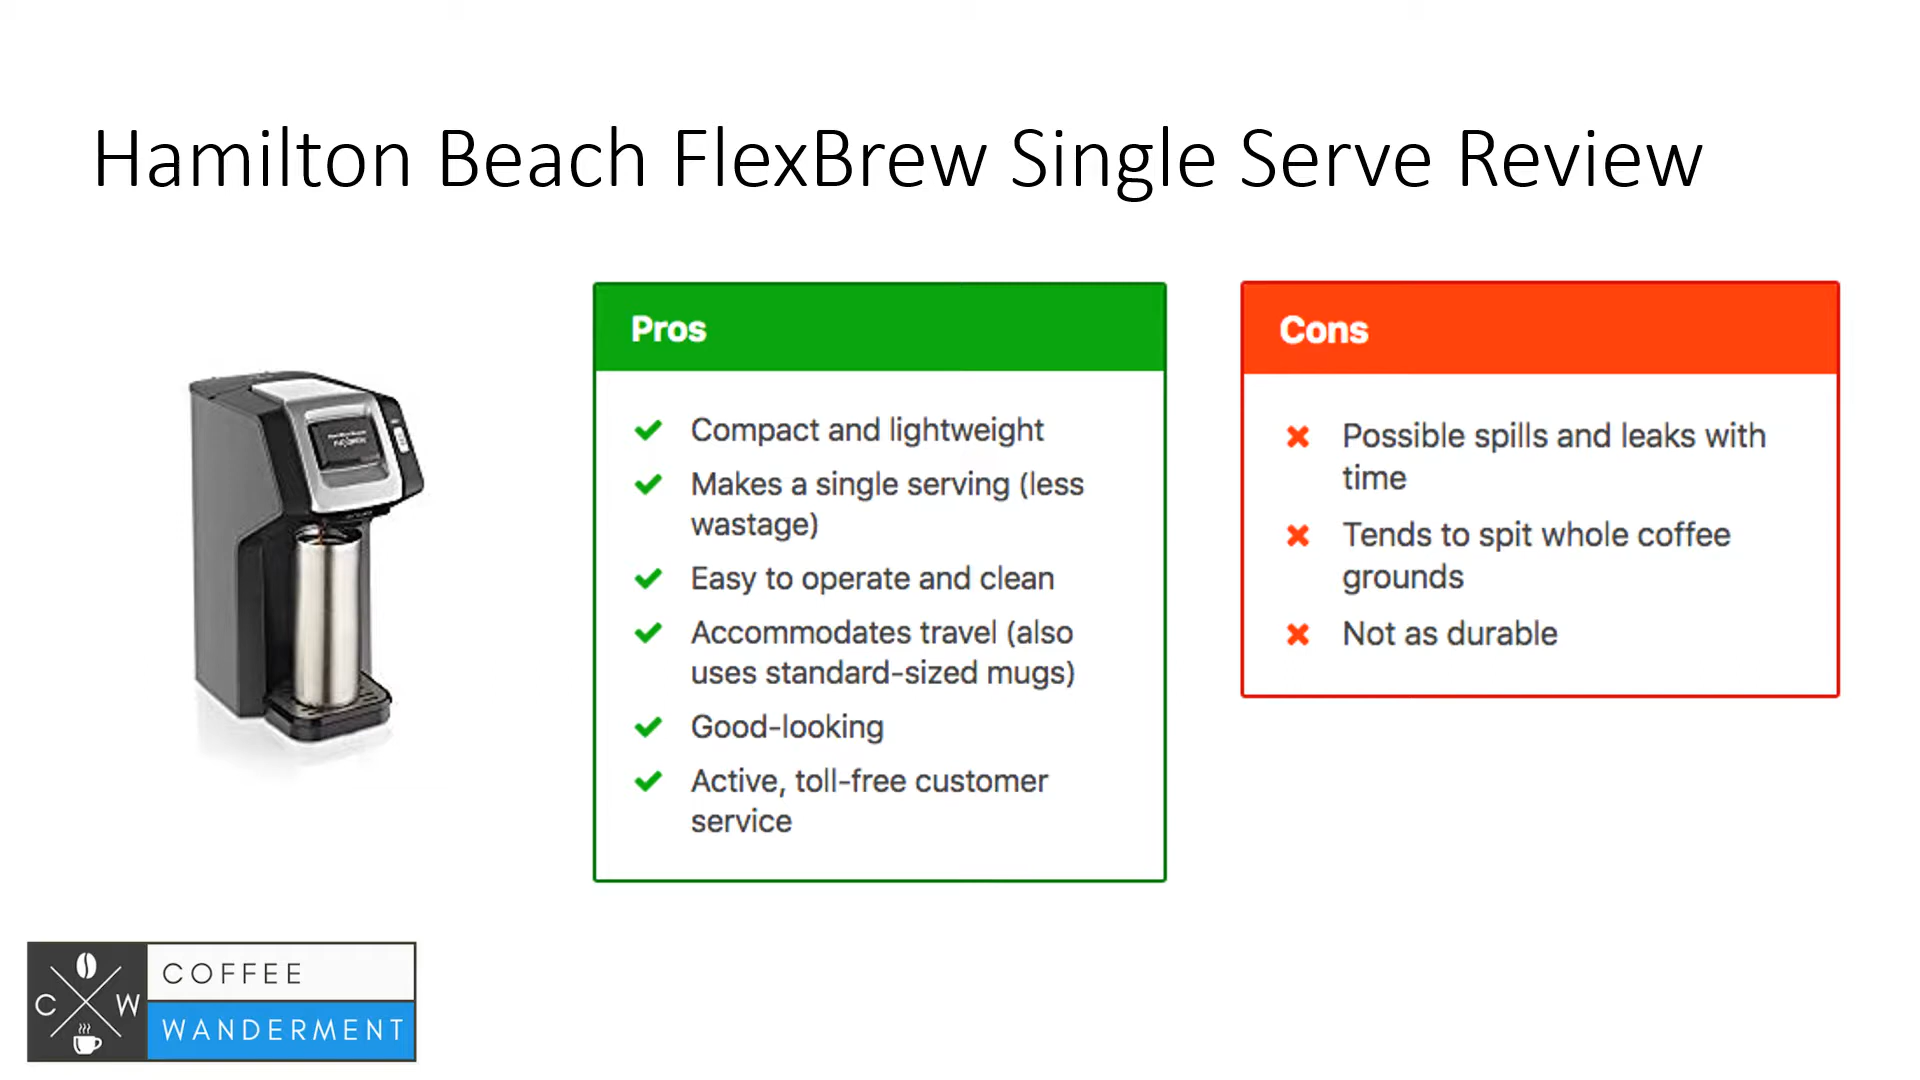 Hamilton Beach FlexBrew Single Serve Review
Pros
Compact and lightweight
Makes a single serving (less
wastage)
Easy to operate and clean
Accommodates travel (also
uses standard-sized mugs)
Good-looking
Active, toll-free customer
service
Cons
Possible spills and leaks with
time
Tends to spit whole coffee
grounds
Not as durable
C W
COFFEE
WANDERMENT